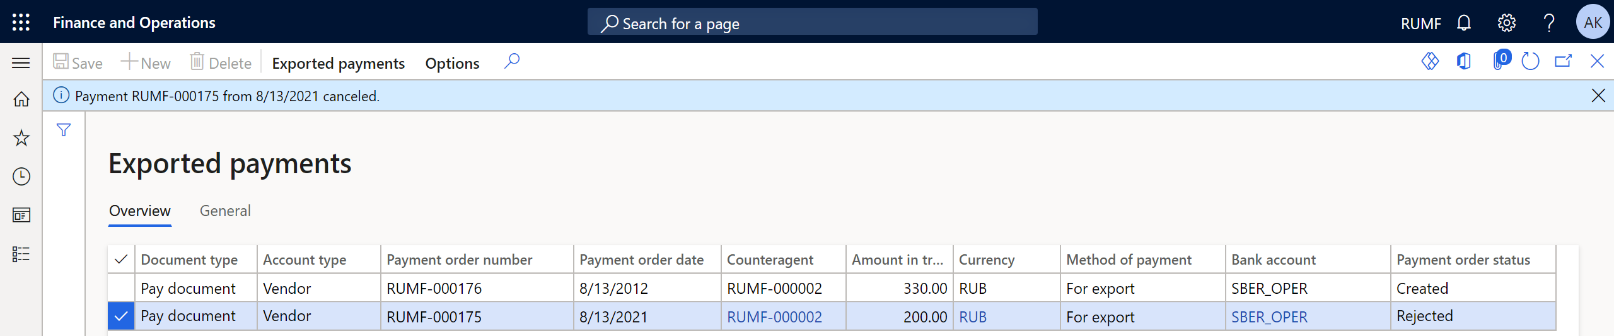 Finance and Operations Search for a page RUMF ? AK
Save New Delete Exported payments Options 0
Payment RUMF-000175 from 8/13/2021 canceled.
Exported payments
Overview General
Document type Account type Payment order number Payment order date Counteragent Amount in tr... Currency Method of payment Bank account Payment order status
Pay document Vendor RUMF-000176 8/13/2012 RUMF-000002 330.00 RUB For export SBER_OPER Created
Pay document Vendor RUMF-000175 8/13/2021 RUMF-000002 200.00 RUB For export SBER_OPER Rejected